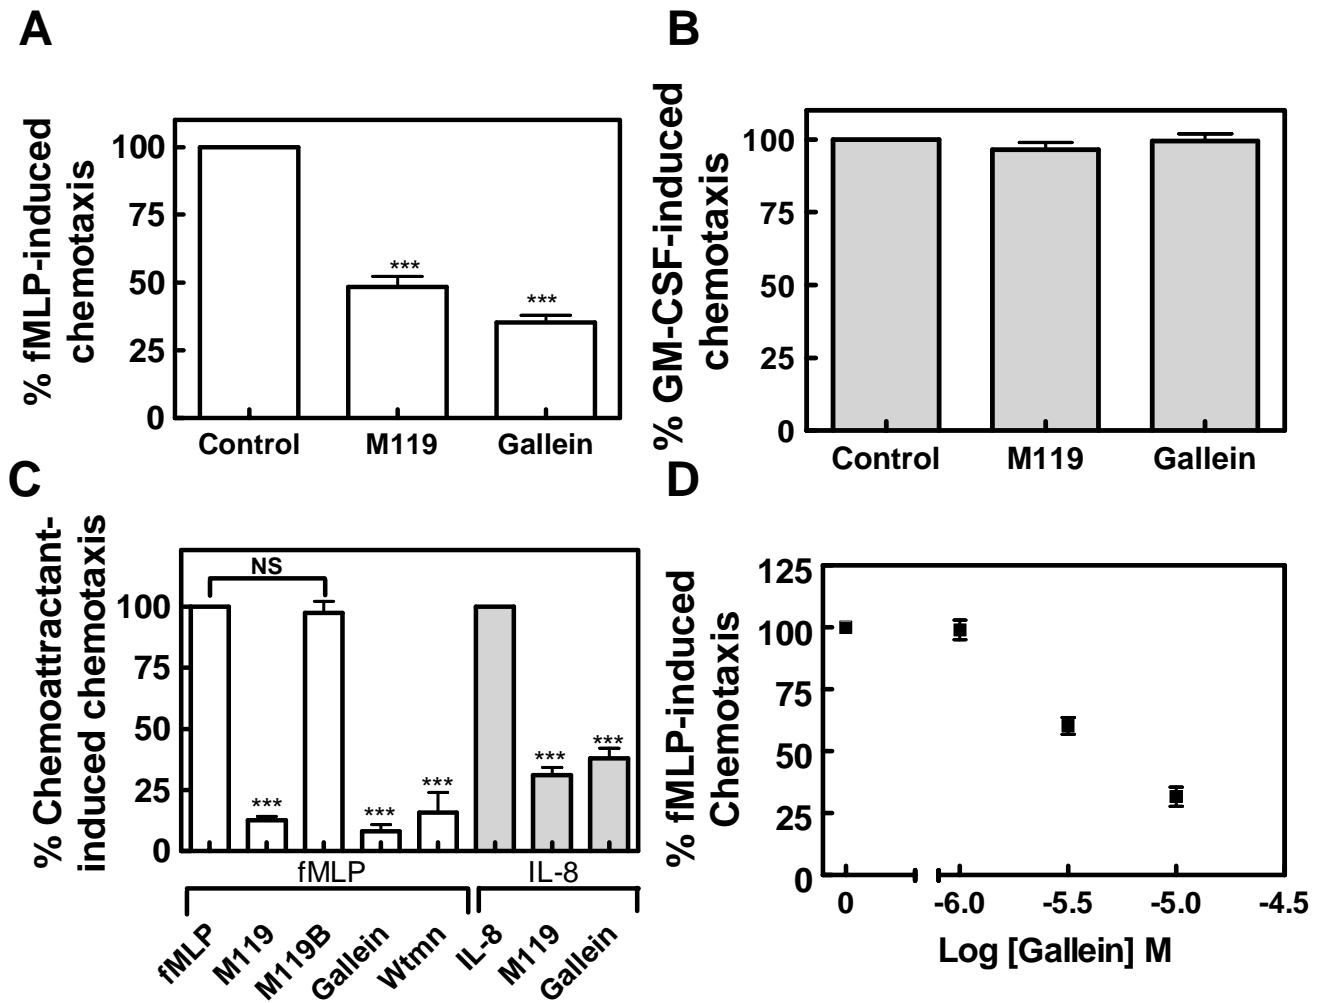 A
% fMLP-induced
chemotaxis
100
75
50
25
0
***
***
Control M119 Gallein
B
% GM-CSF-induced
chemotaxis
100
75
50
25
0
Control M119 Gallein
C
% Chemoattractant-
induced chemotaxis
100
75
50
25
0
NS
***
***
***
***
***
fMLP IL-8
fMLP M119 M119B Gallein Wtmn IL-8 M119 Gallein
D
% fMLP-induced
Chemotaxis
125
100
75
50
25
0
0 -6.0 -5.5 -5.0 -4.5
Log [Gallein] M